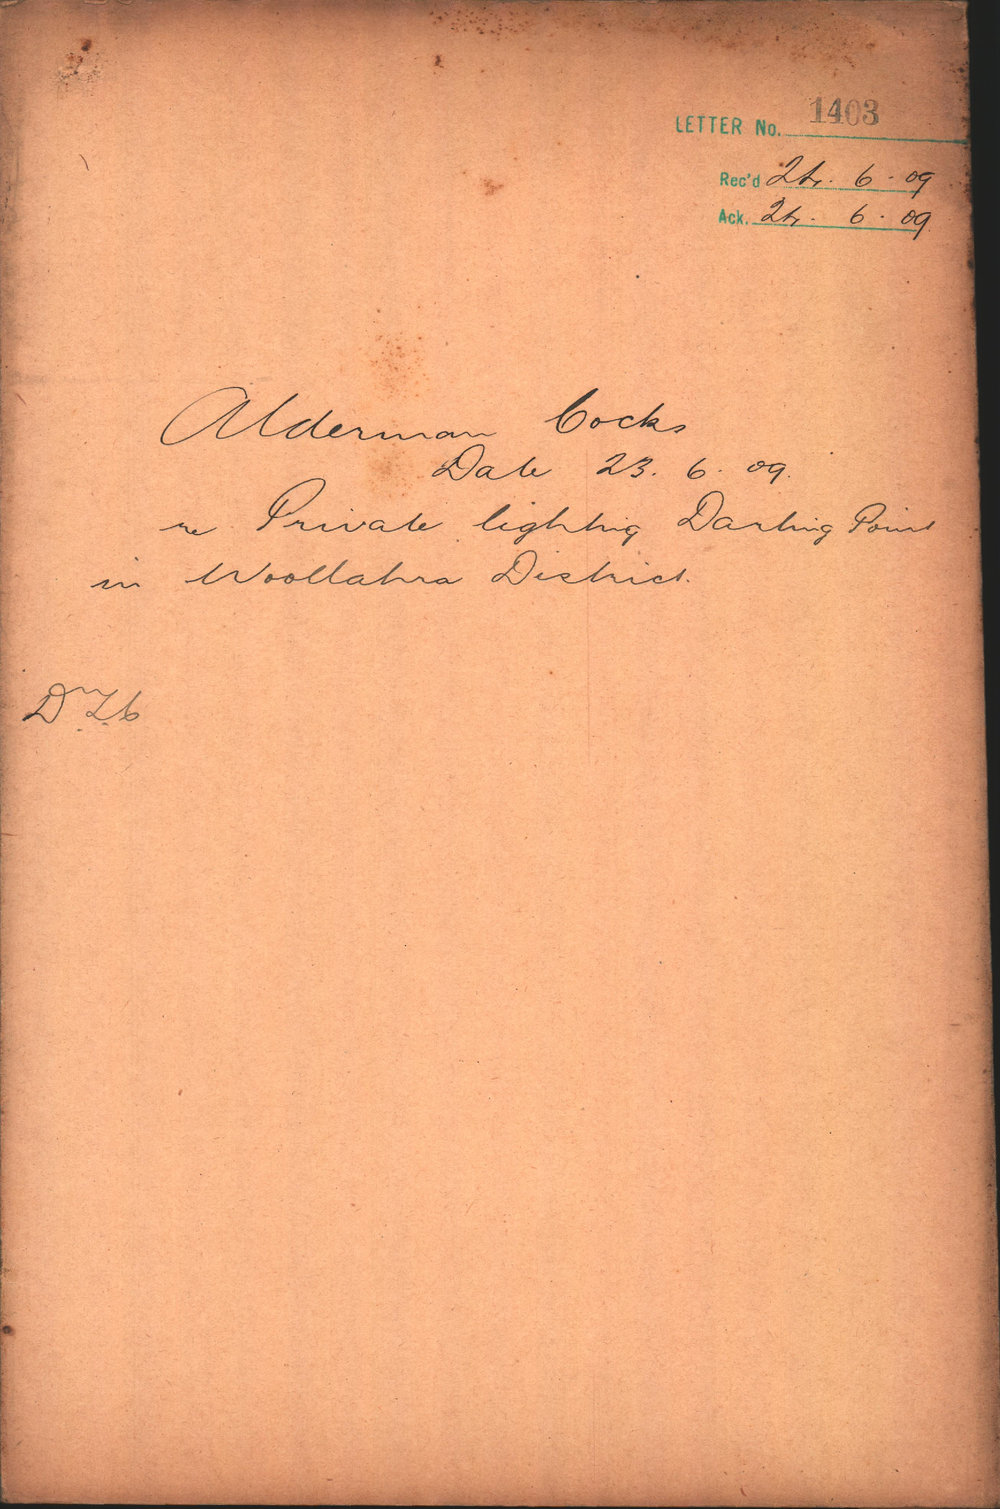 LETTER No. 1403
Rec'd 24. 6. 09
Ack. 24. 6. 09
Alderman Cocks
Date 23. 6. 09.
re Private lighting Darling Point
in Woollahra District.